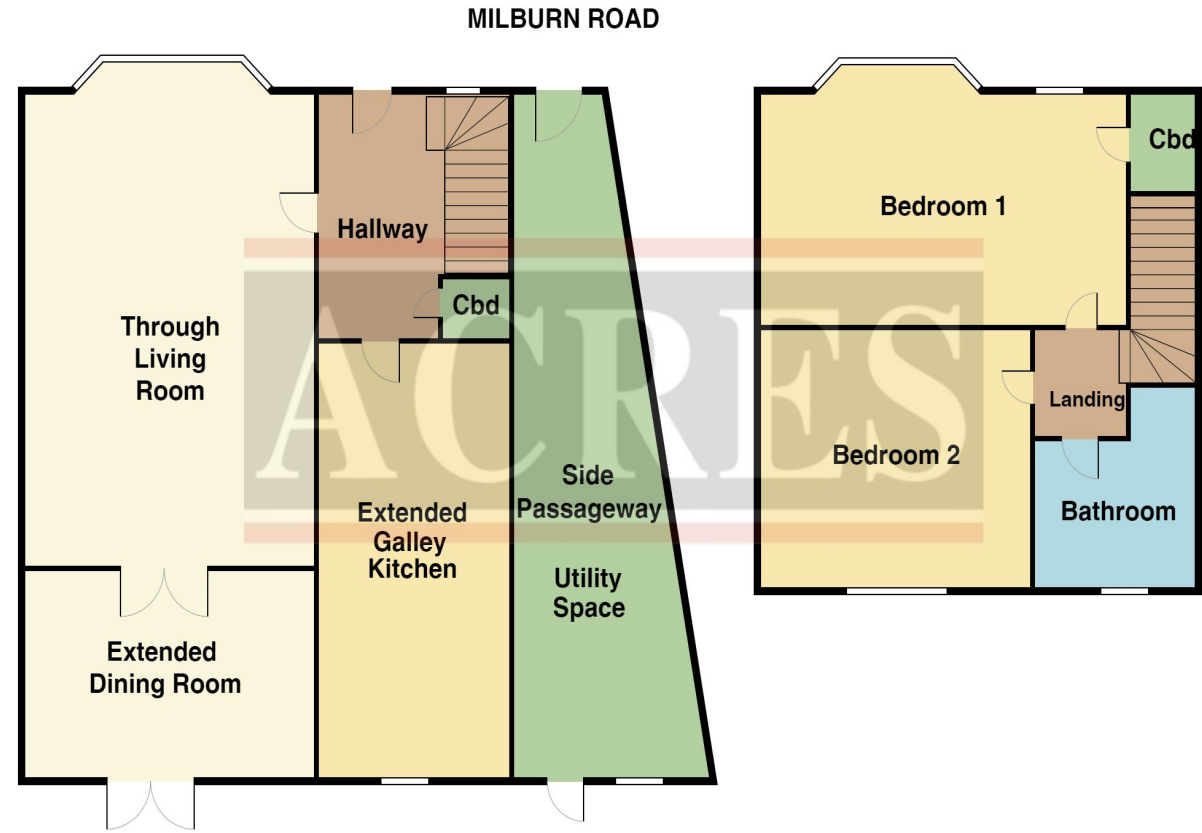 MILBURN ROAD
Through
Living
Room
Hallway
Cbd
Extended
Galley
Kitchen
Side
Passageway
Utility
Space
Extended
Dining Room
Bedroom 1
Cbd
Landing
Bedroom 2
Bathroom
ACRES